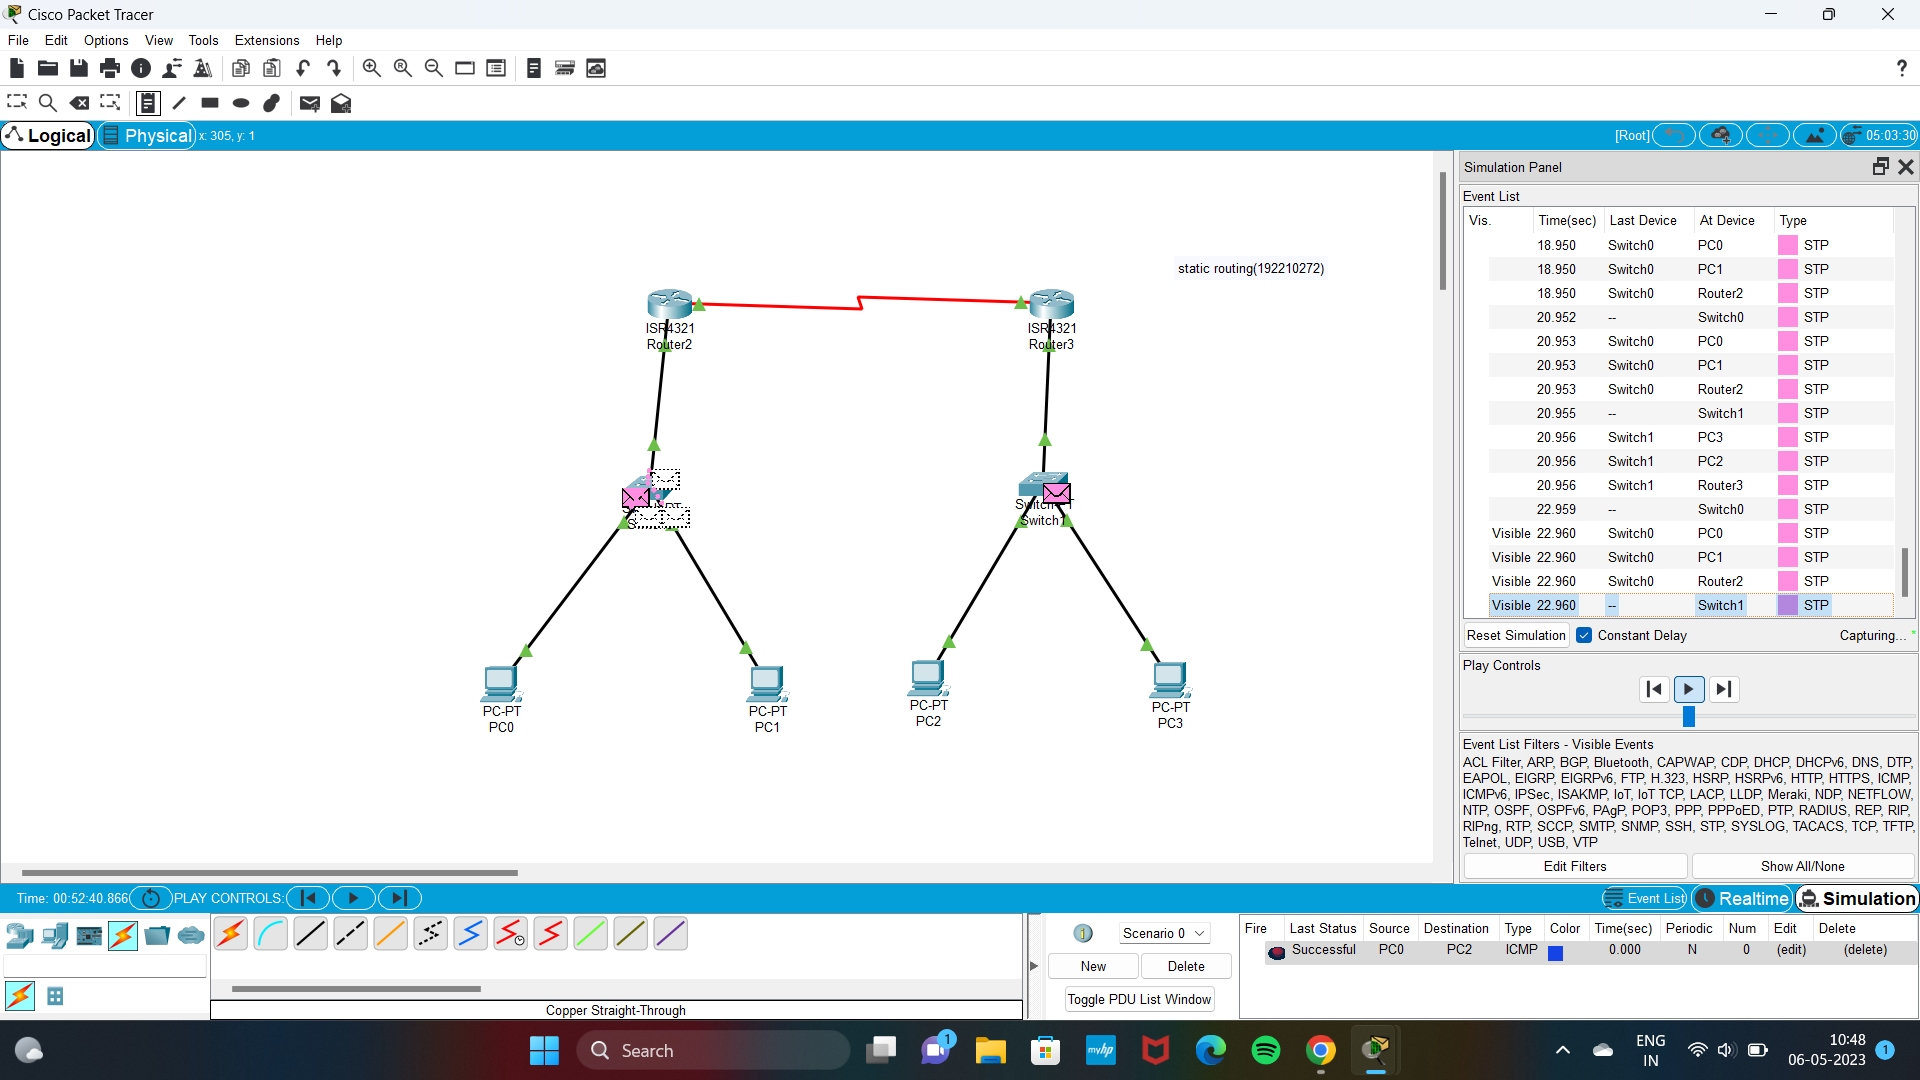 Cisco Packet Tracer
File Edit Options View Tools Extensions Help
?
Logical Physical x: 305, y: 1 [Root] 05:03:30
static routing(192210272)
ISR4321
Router2
ISR4321
Router3
Switch1
PC-PT
PC0
PC-PT
PC1
PC-PT
PC2
PC-PT
PC3
Simulation Panel
Event List
Vis. Time(sec) Last Device At Device Type
18.950 Switch0 PC0 STP
18.950 Switch0 PC1 STP
18.950 Switch0 Router2 STP
20.952 -- Switch0 STP
20.953 Switch0 PC0 STP
20.953 Switch0 PC1 STP
20.953 Switch0 Router2 STP
20.955 -- Switch1 STP
20.956 Switch1 PC3 STP
20.956 Switch1 PC2 STP
20.956 Switch1 Router3 STP
22.959 -- Switch0 STP
Visible 22.960 Switch0 PC0 STP
Visible 22.960 Switch0 PC1 STP
Visible 22.960 Switch0 Router2 STP
Visible 22.960 -- Switch1 STP
Reset Simulation Constant Delay Capturing... *
Play Controls
Event List Filters - Visible Events
ACL Filter, ARP, BGP, Bluetooth, CAPWAP, CDP, DHCP, DHCPv6, DNS, DTP,
EAPOL, EIGRP, EIGRPv6, FTP, H.323, HSRP, HSRPv6, HTTP, HTTPS, ICMP,
ICMPv6, IPSec, ISAKMP, IoT, IoT TCP, LACP, LLDP, Meraki, NDP, NETFLOW,
NTP, OSPF, OSPFv6, PAgP, POP3, PPP, PPPoED, PTP, RADIUS, REP, RIP,
RIPng, RTP, SCCP, SMTP, SNMP, SSH, STP, SYSLOG, TACACS, TCP, TFTP,
Telnet, UDP, USB, VTP
Edit Filters Show All/None
Time: 00:52:40.866 PLAY CONTROLS: Event List Realtime Simulation
Scenario 0
New Delete
Toggle PDU List Window
Fire Last Status Source Destination Type Color Time(sec) Periodic Num Edit Delete
Successful PC0 PC2 ICMP 0.000 N 0 (edit) (delete)
Copper Straight-Through
Search
1
myhp
ENG
IN
10:48
06-05-2023
1